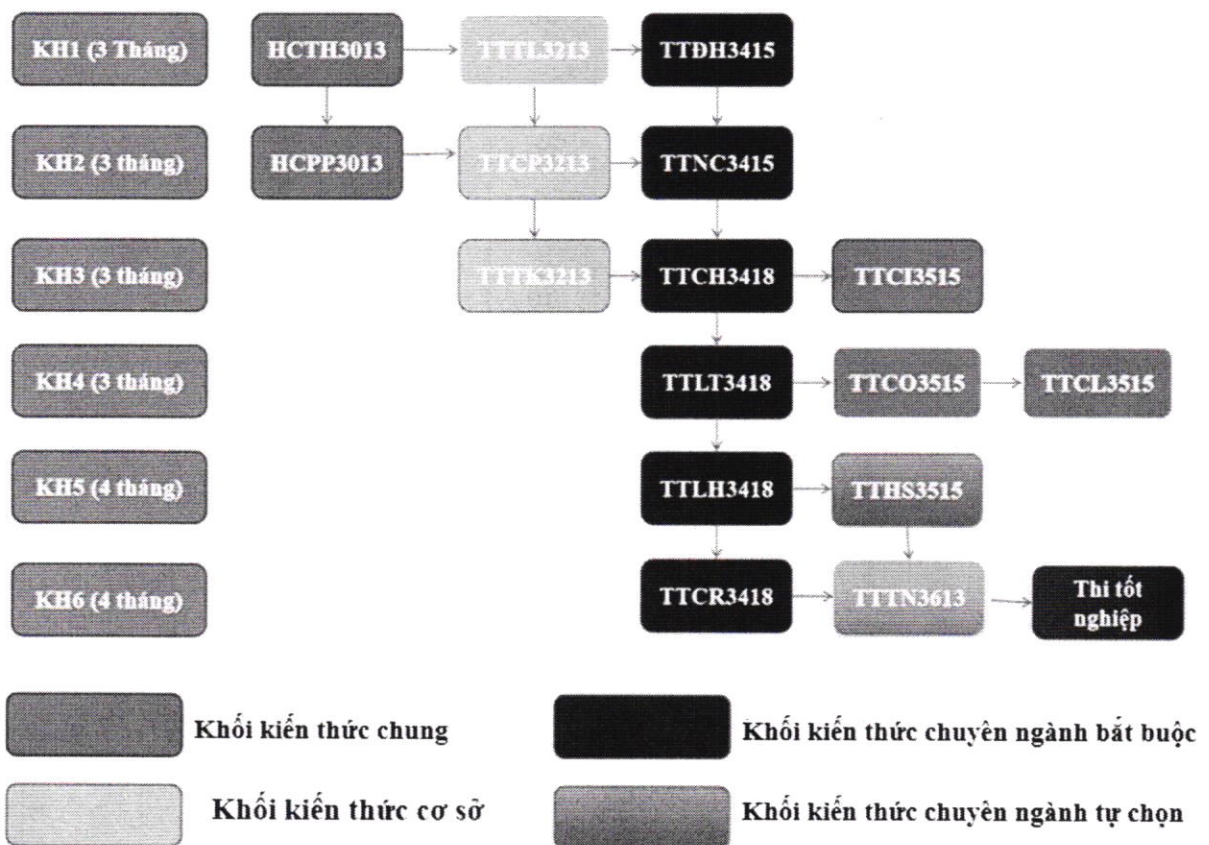 KH1 (3 Tháng) HCTH3013 TTTL3213 TTĐH3415
KH2 (3 tháng) HCPP3013 TTCP3213 TTNC3415
KH3 (3 tháng) TTTK3213 TTCH3418 TTCI3515
KH4 (3 tháng) TTLT3418 TTCO3515 TTCL3515
KH5 (4 tháng) TTLH3418 TTHS3515
KH6 (4 tháng) TTCR3418 TTTN3613 Thi tốt
nghiệp
Khối kiến thức chung Khối kiến thức chuyên ngành bắt buộc
Khối kiến thức cơ sở Khối kiến thức chuyên ngành tự chọn